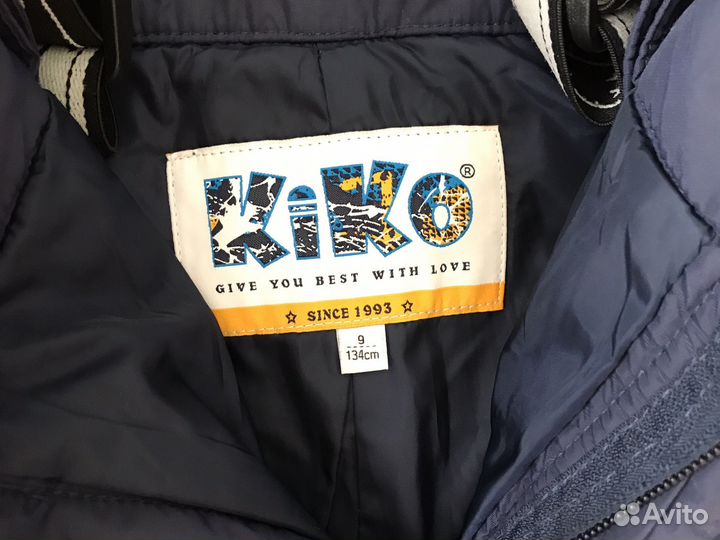 KiKO ®
GIVE YOU BEST WITH LOVE
☆ SINCE 1993 ☆
9
134cm
Avito